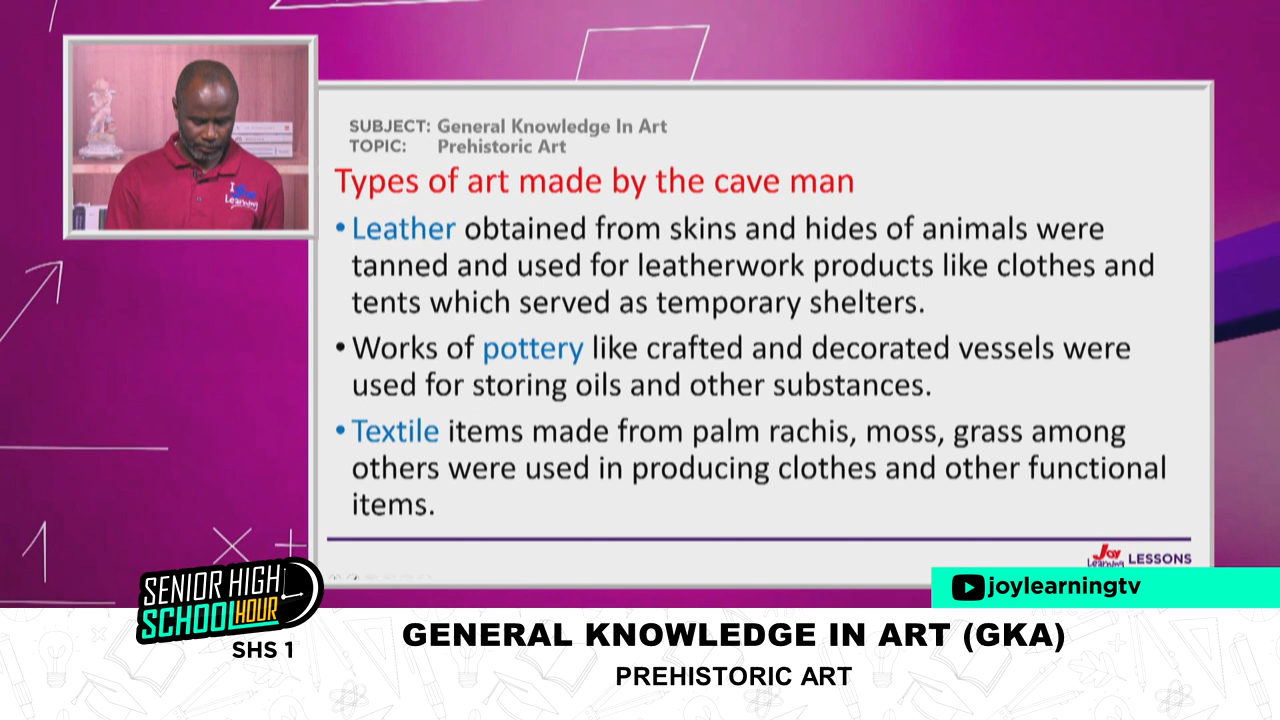 SUBJECT: General Knowledge In Art
TOPIC: Prehistoric Art
Types of art made by the cave man
• Leather obtained from skins and hides of animals were
tanned and used for leatherwork products like clothes and
tents which served as temporary shelters.
• Works of pottery like crafted and decorated vessels were
used for storing oils and other substances.
• Textile items made from palm rachis, moss, grass among
others were used in producing clothes and other functional
items.
Joy
Learning LESSONS
joylearningtv
SENIOR HIGH
SCHOOL HOUR
SHS 1
GENERAL KNOWLEDGE IN ART (GKA)
PREHISTORIC ART
I
Learning
1